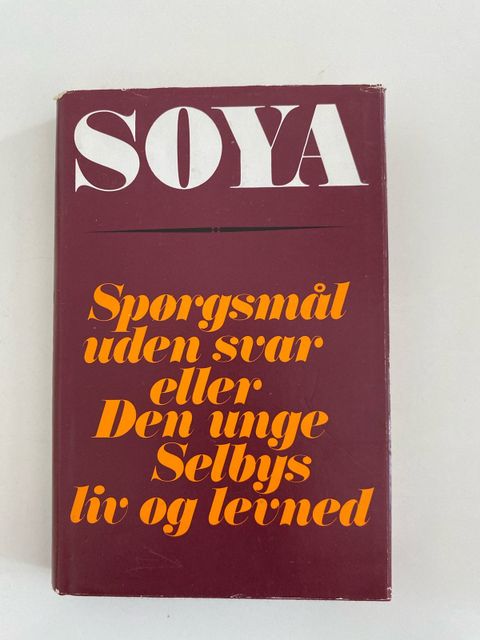 SOYA
Spørgsmål
uden svar
eller
Den unge
Selbys
liv og levned